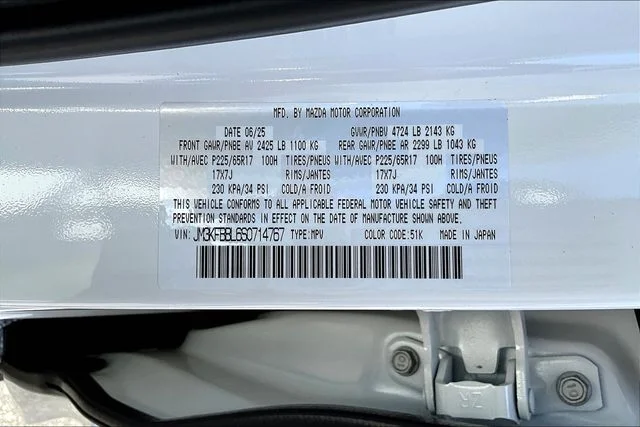 MFD. BY MAZDA MOTOR CORPORATION
DATE 06/25 GVWR/PNBV 4724 LB 2143 KG
FRONT GAWR/PNBE AV 2425 LB 1100 KG REAR GAWR/PNBE AR 2299 LB 1043 KG
WITH/AVEC P225/65R17 100H TIRES/PNEUS WITH/AVEC P225/65R17 100H TIRES/PNEUS
17X7J RIMS/JANTES 17X7J RIMS/JANTES
230 KPA/34 PSI COLD/A FROID 230 KPA/34 PSI COLD/A FROID
THIS VEHICLE CONFORMS TO ALL APPLICABLE FEDERAL MOTOR VEHICLE SAFETY AND THEFT
PREVENTION STANDARDS IN EFFECT ON THE DATE OF MANUFACTURE SHOWN ABOVE.
VIN: JM3KFBBL6S0714767 TYPE:MPV COLOR CODE:51K MADE IN JAPAN